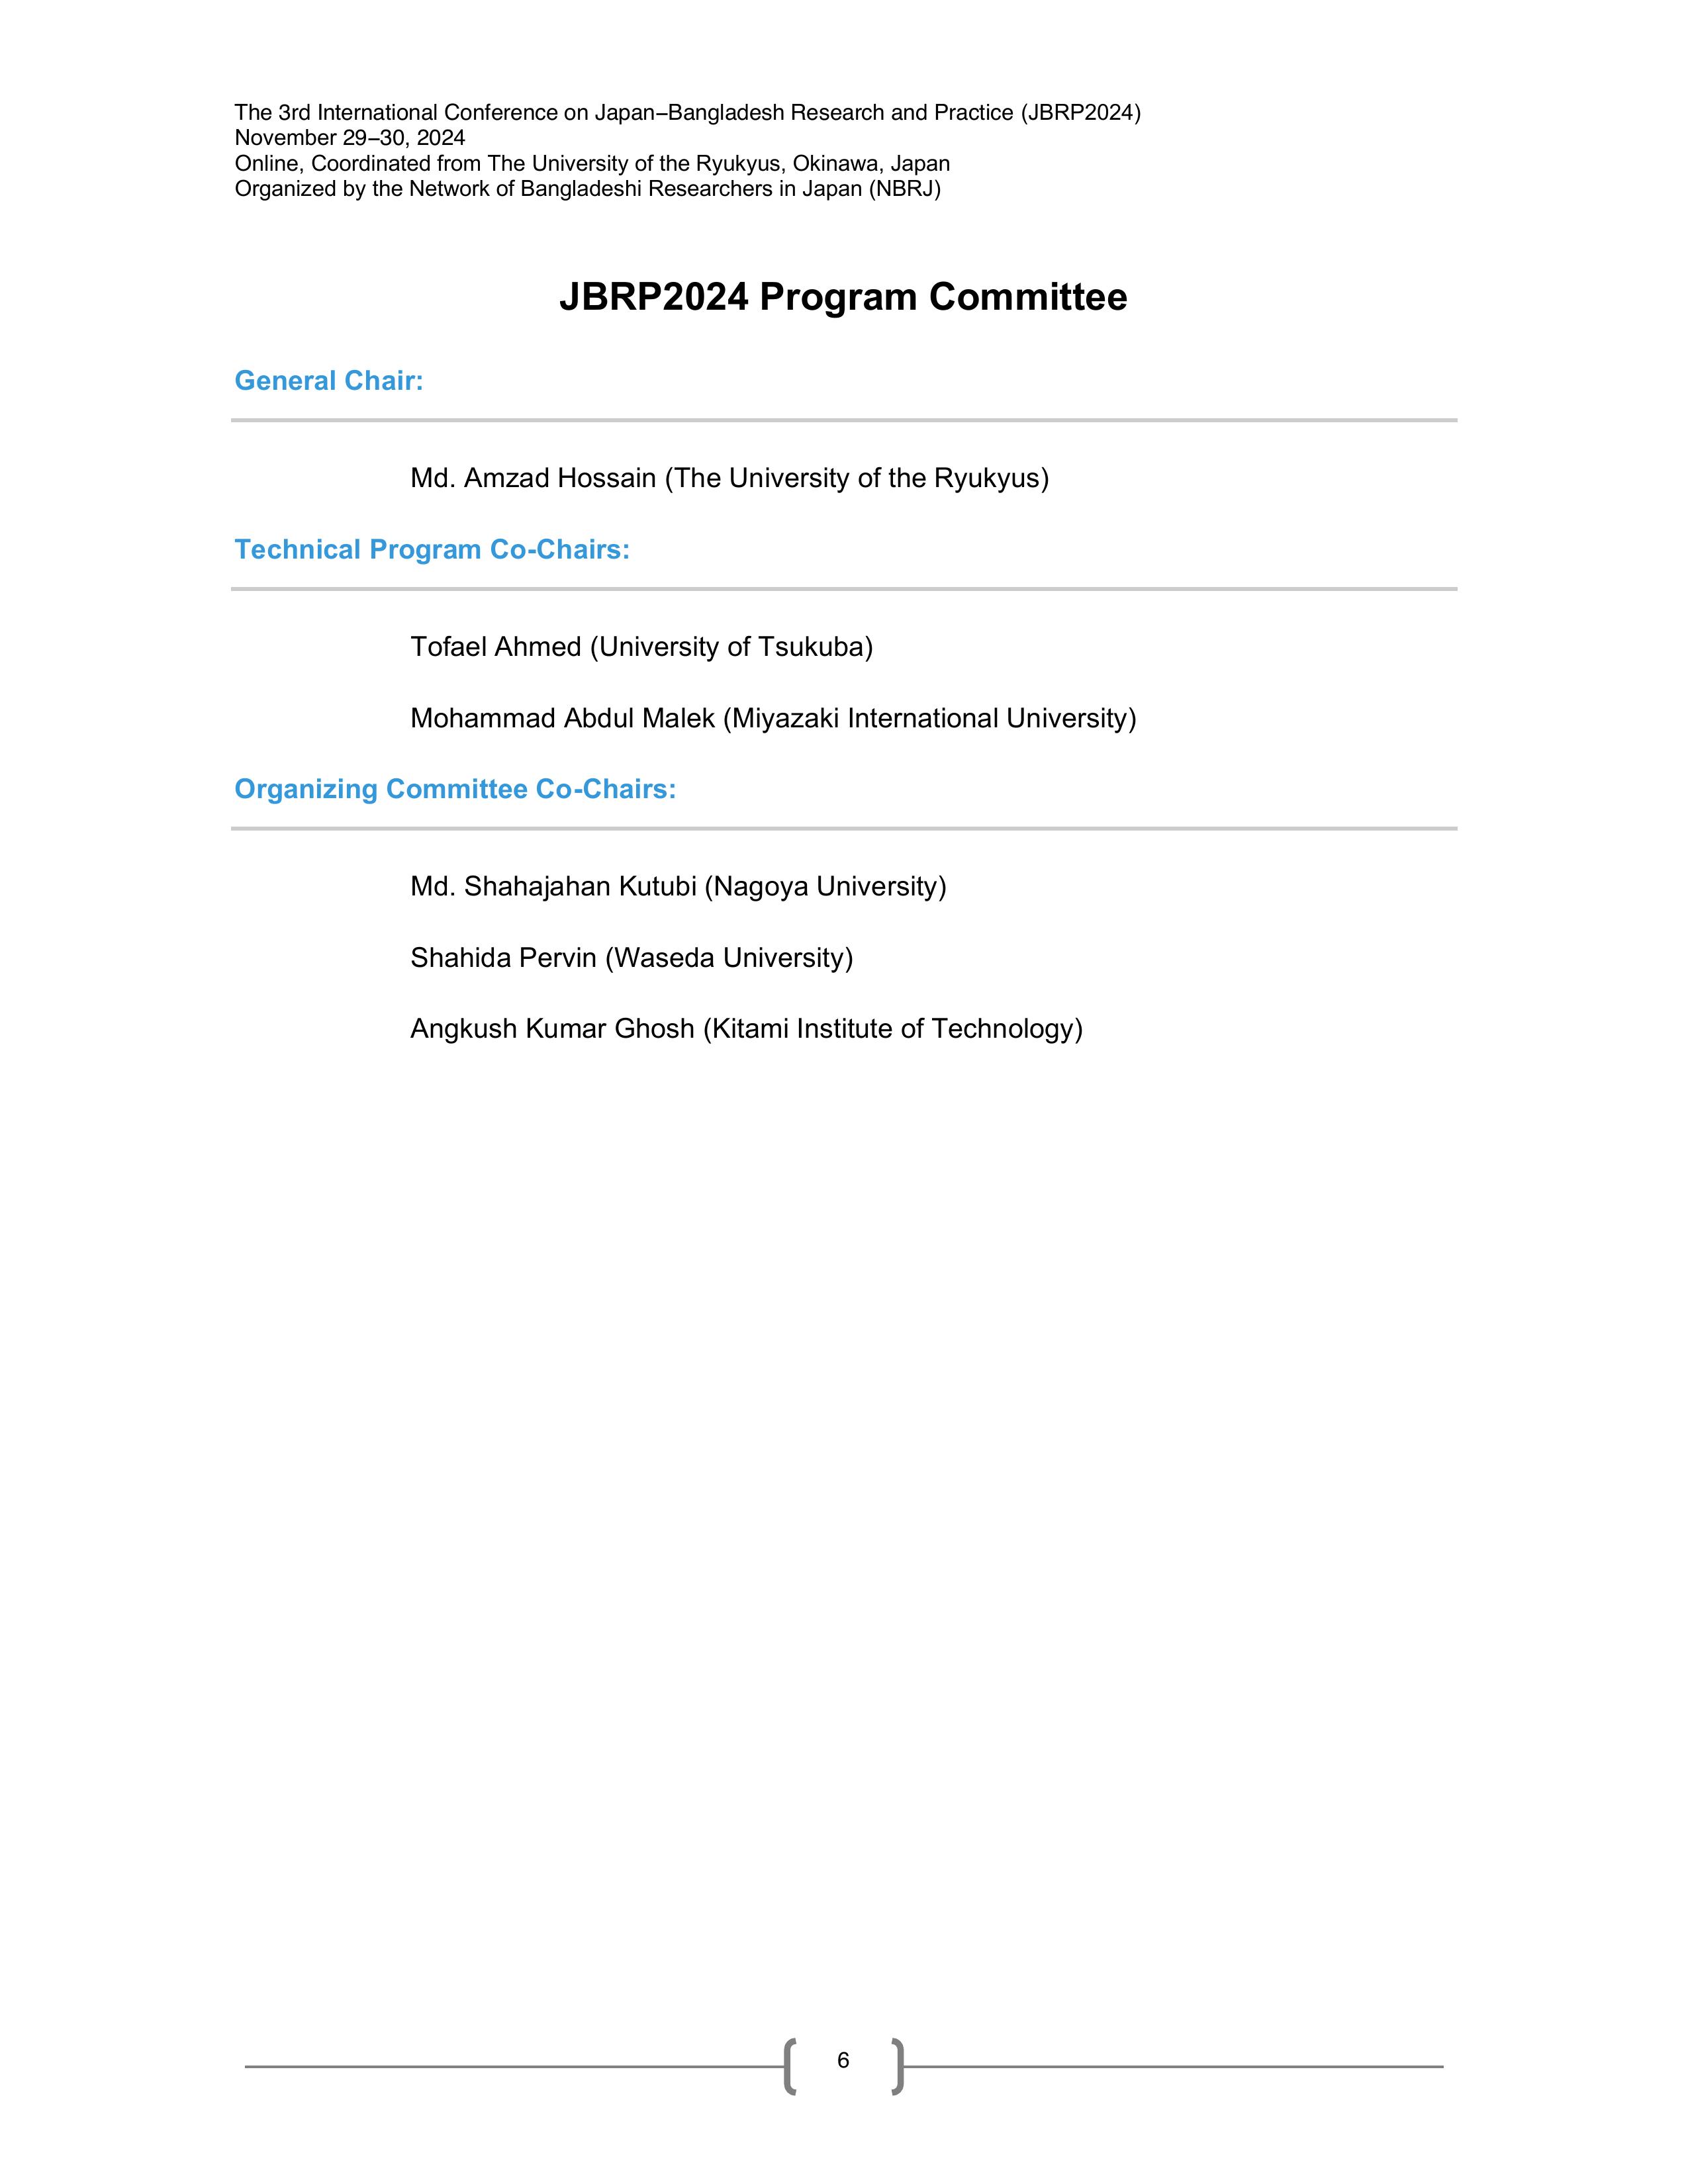 The 3rd International Conference on Japan–Bangladesh Research and Practice (JBRP2024)
November 29–30, 2024
Online, Coordinated from The University of the Ryukyus, Okinawa, Japan
Organized by the Network of Bangladeshi Researchers in Japan (NBRJ)
JBRP2024 Program Committee
General Chair:
Md. Amzad Hossain (The University of the Ryukyus)
Technical Program Co-Chairs:
Tofael Ahmed (University of Tsukuba)
Mohammad Abdul Malek (Miyazaki International University)
Organizing Committee Co-Chairs:
Md. Shahajahan Kutubi (Nagoya University)
Shahida Pervin (Waseda University)
Angkush Kumar Ghosh (Kitami Institute of Technology)
6